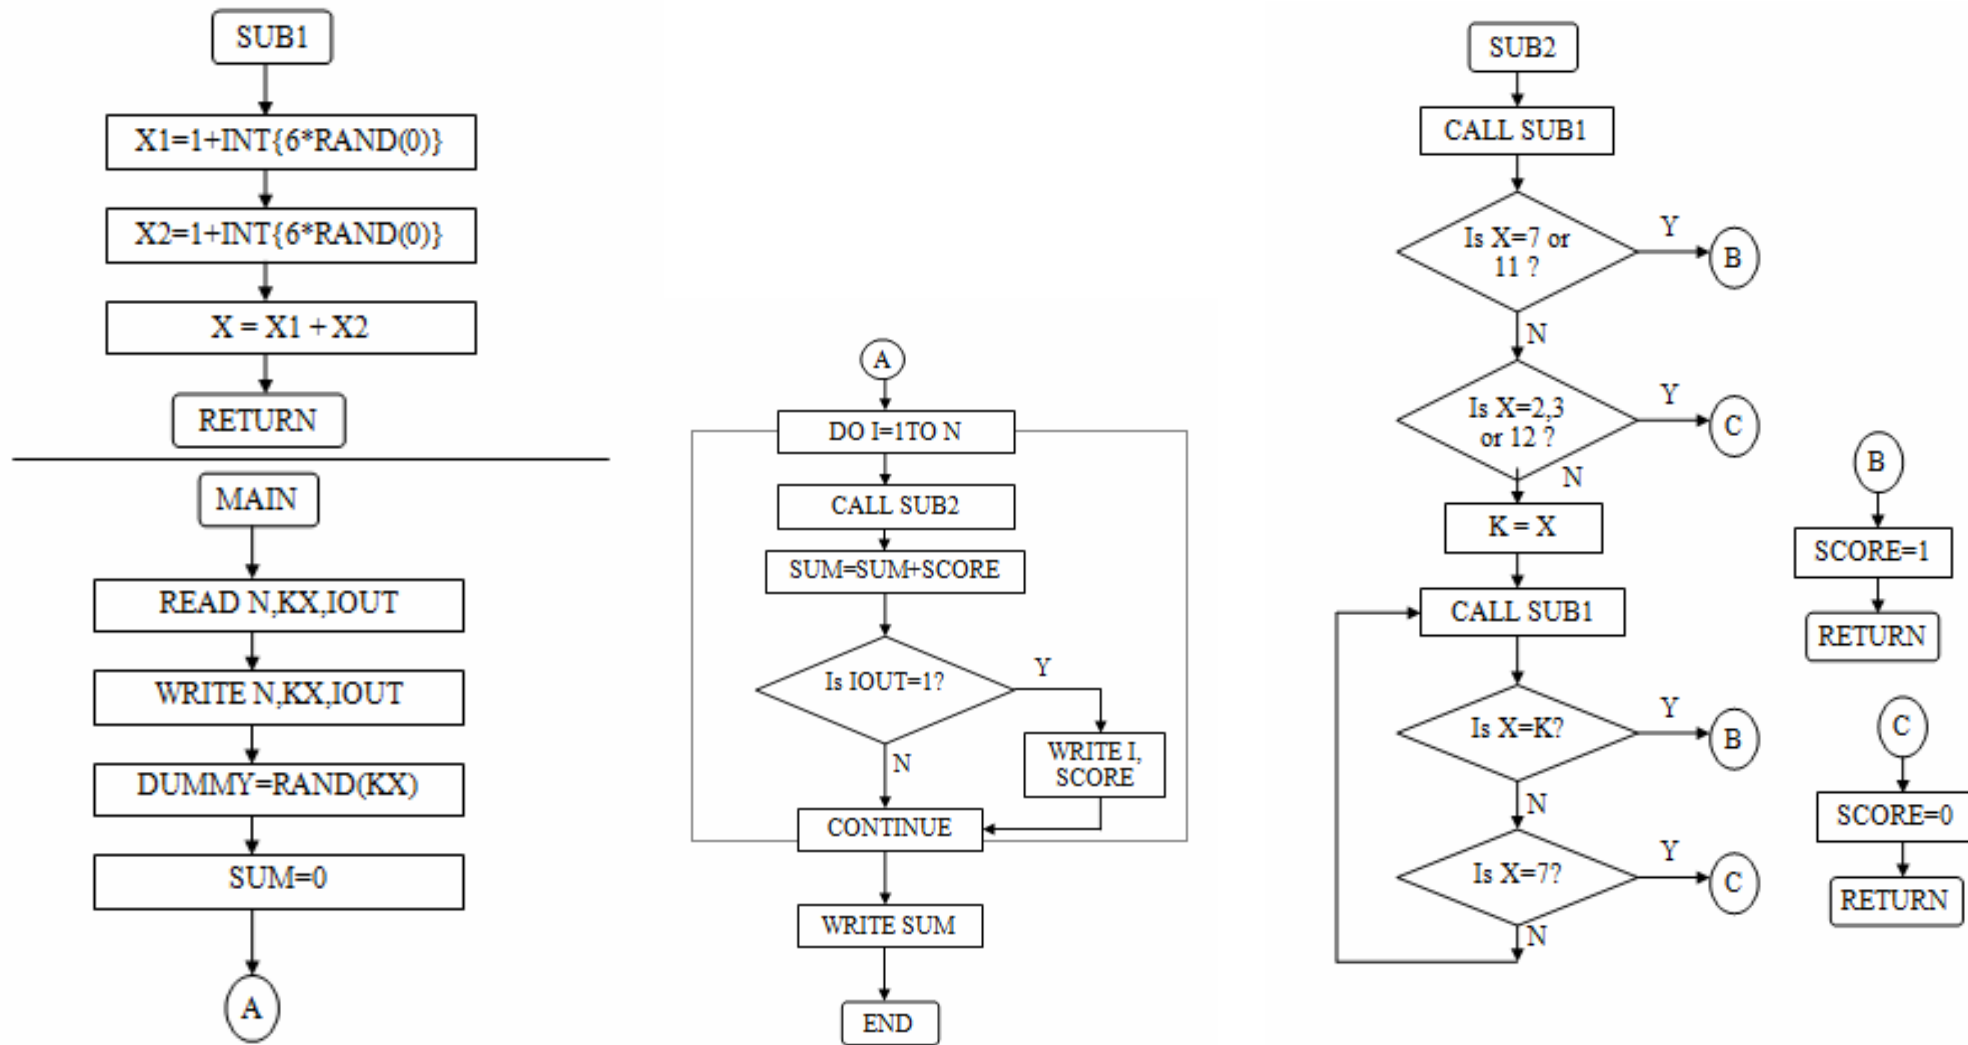 SUB1
X1=1+INT{6*RAND(0)}
X2=1+INT{6*RAND(0)}
X = X1 + X2
RETURN
MAIN
READ N,KX,IOUT
WRITE N,KX,IOUT
DUMMY=RAND(KX)
SUM=0
A
A
DO I=1TO N
CALL SUB2
SUM=SUM+SCORE
Is IOUT=1?
Y
N
WRITE I,
SCORE
CONTINUE
WRITE SUM
END
SUB2
CALL SUB1
Is X=7 or
11 ?
Y
B
N
Is X=2,3
or 12 ?
Y
C
N
K = X
CALL SUB1
Is X=K?
Y
B
N
Is X=7?
Y
C
N
B
SCORE=1
RETURN
C
SCORE=0
RETURN